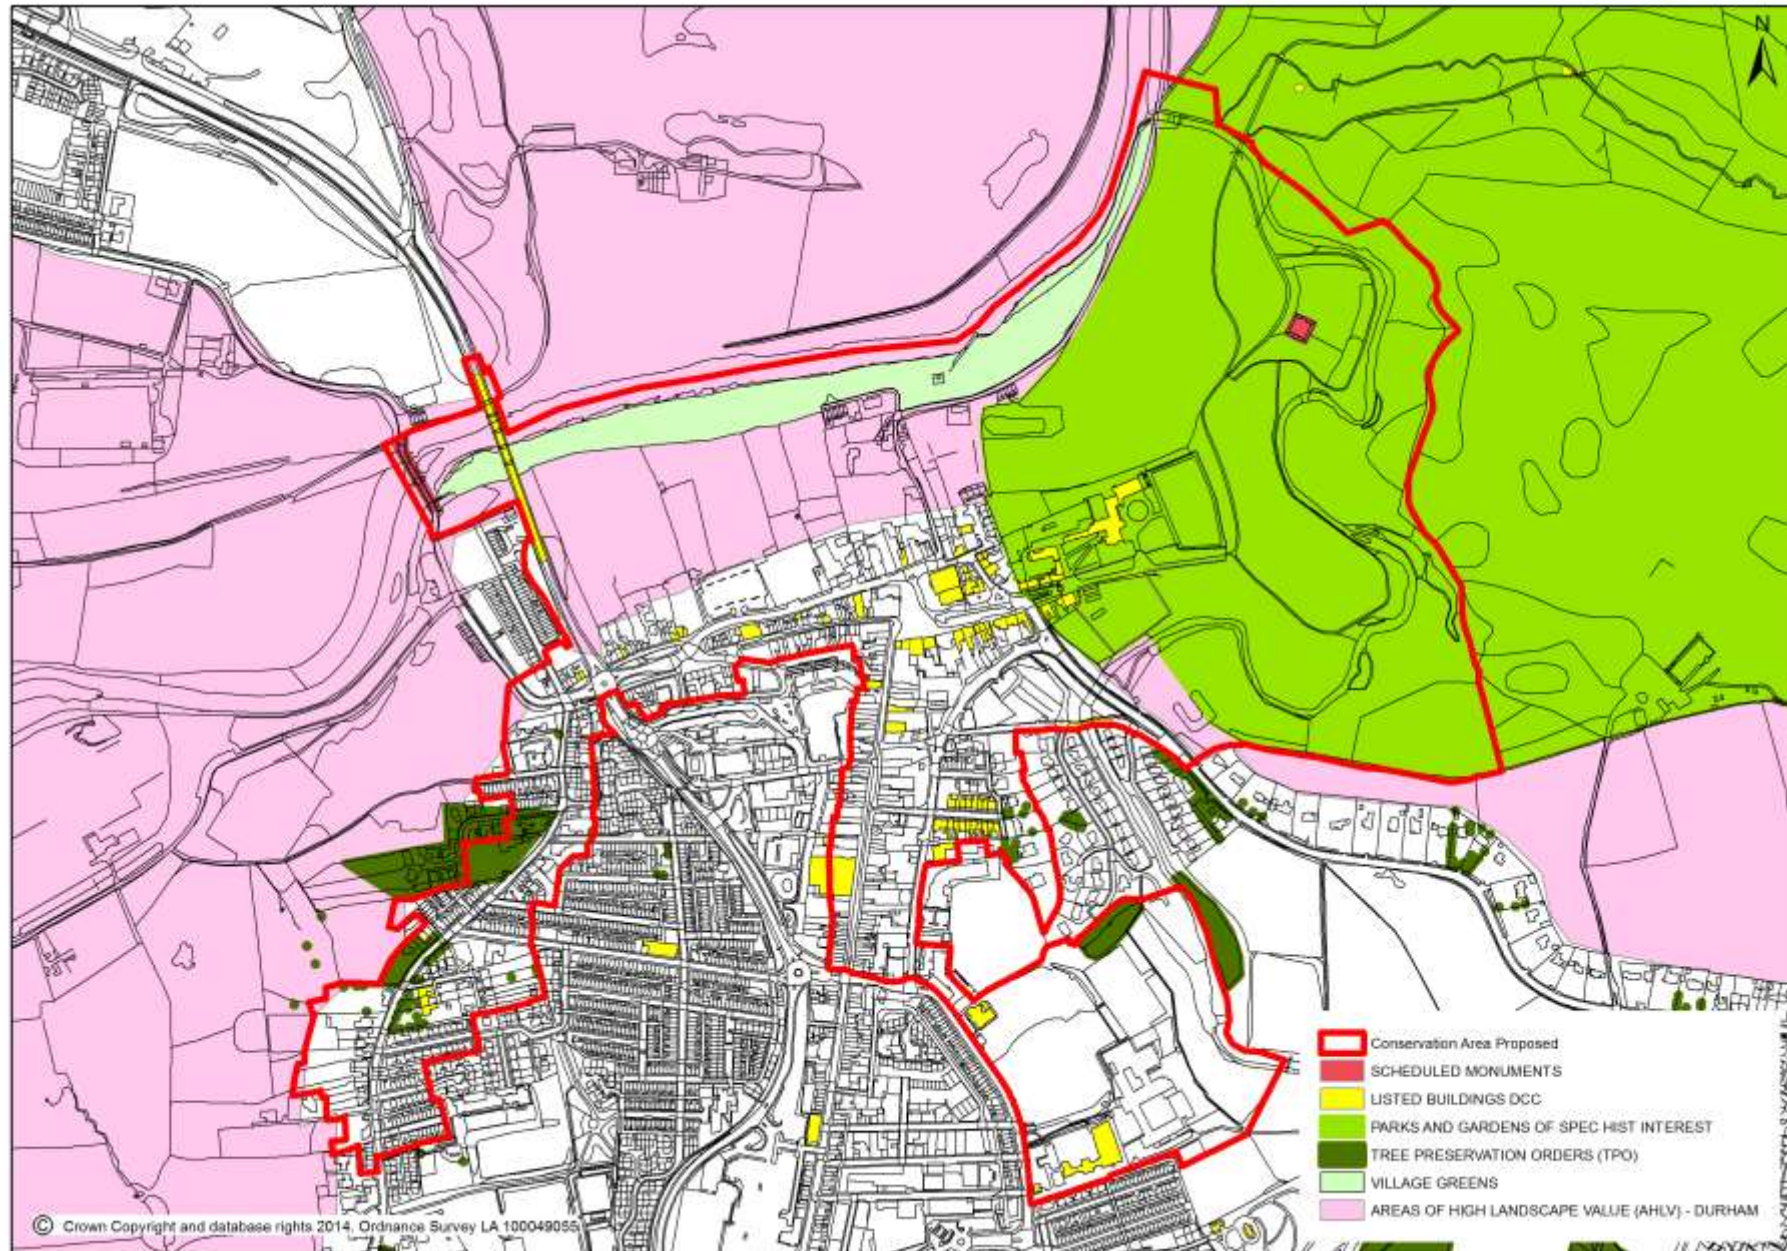 N
Conservation Area Proposed
SCHEDULED MONUMENTS
LISTED BUILDINGS DCC
PARKS AND GARDENS OF SPEC HIST INTEREST
TREE PRESERVATION ORDERS (TPO)
VILLAGE GREENS
AREAS OF HIGH LANDSCAPE VALUE (AHLV) - DURHAM
© Crown Copyright and database rights 2014, Ordnance Survey LA 100049055